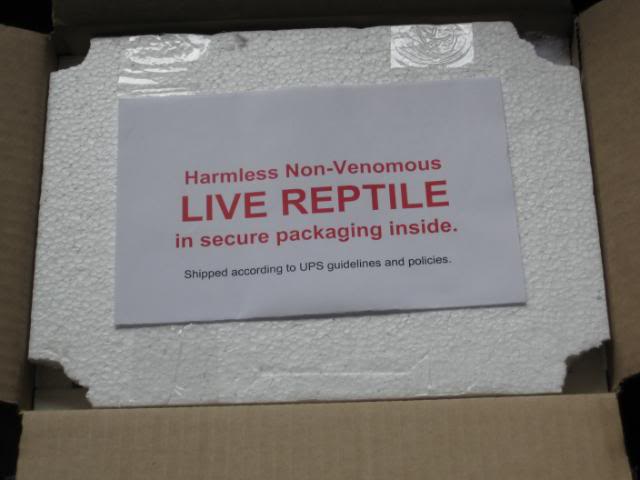 Harmless Non-Venomous
LIVE REPTILE
in secure packaging inside.
Shipped according to UPS guidelines and policies.